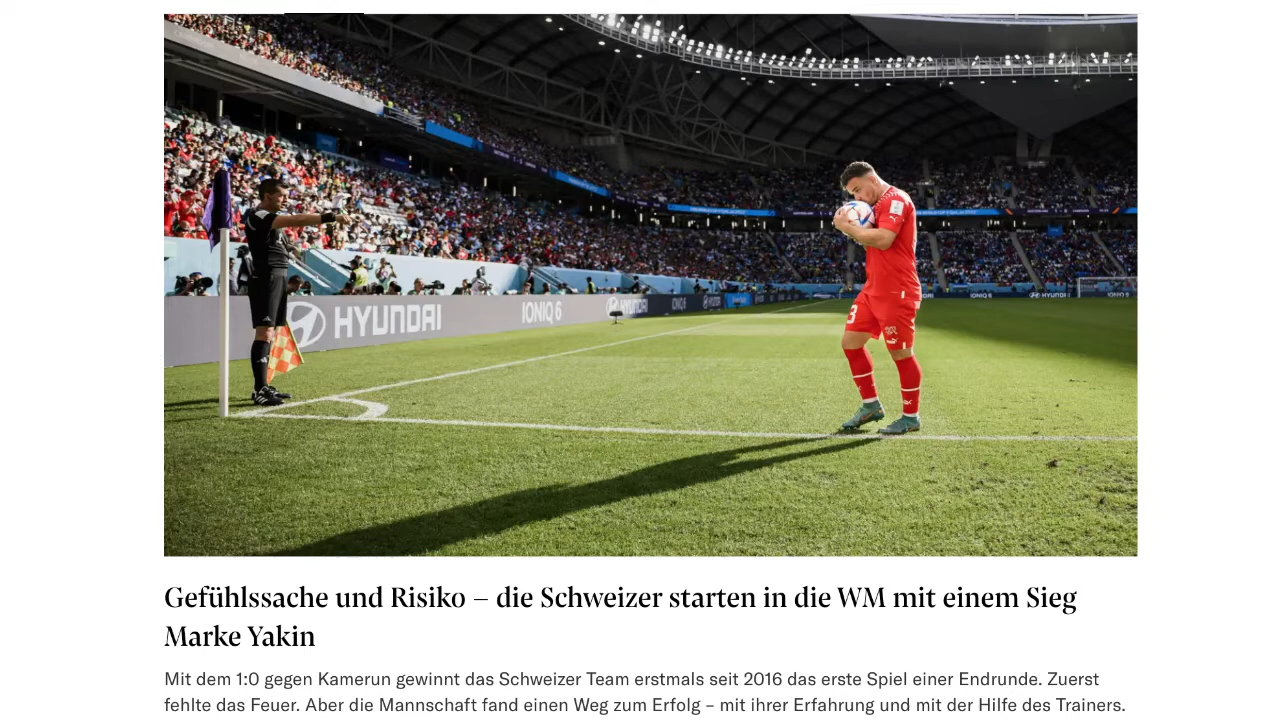 HYUNDAI
IONIQ 6
HYUNDAI
IONIQ 6
3
Gefühlssache und Risiko – die Schweizer starten in die WM mit einem Sieg
Marke Yakin
Mit dem 1:0 gegen Kamerun gewinnt das Schweizer Team erstmals seit 2016 das erste Spiel einer Endrunde. Zuerst
fehlte das Feuer. Aber die Mannschaft fand einen Weg zum Erfolg – mit ihrer Erfahrung und mit der Hilfe des Trainers.